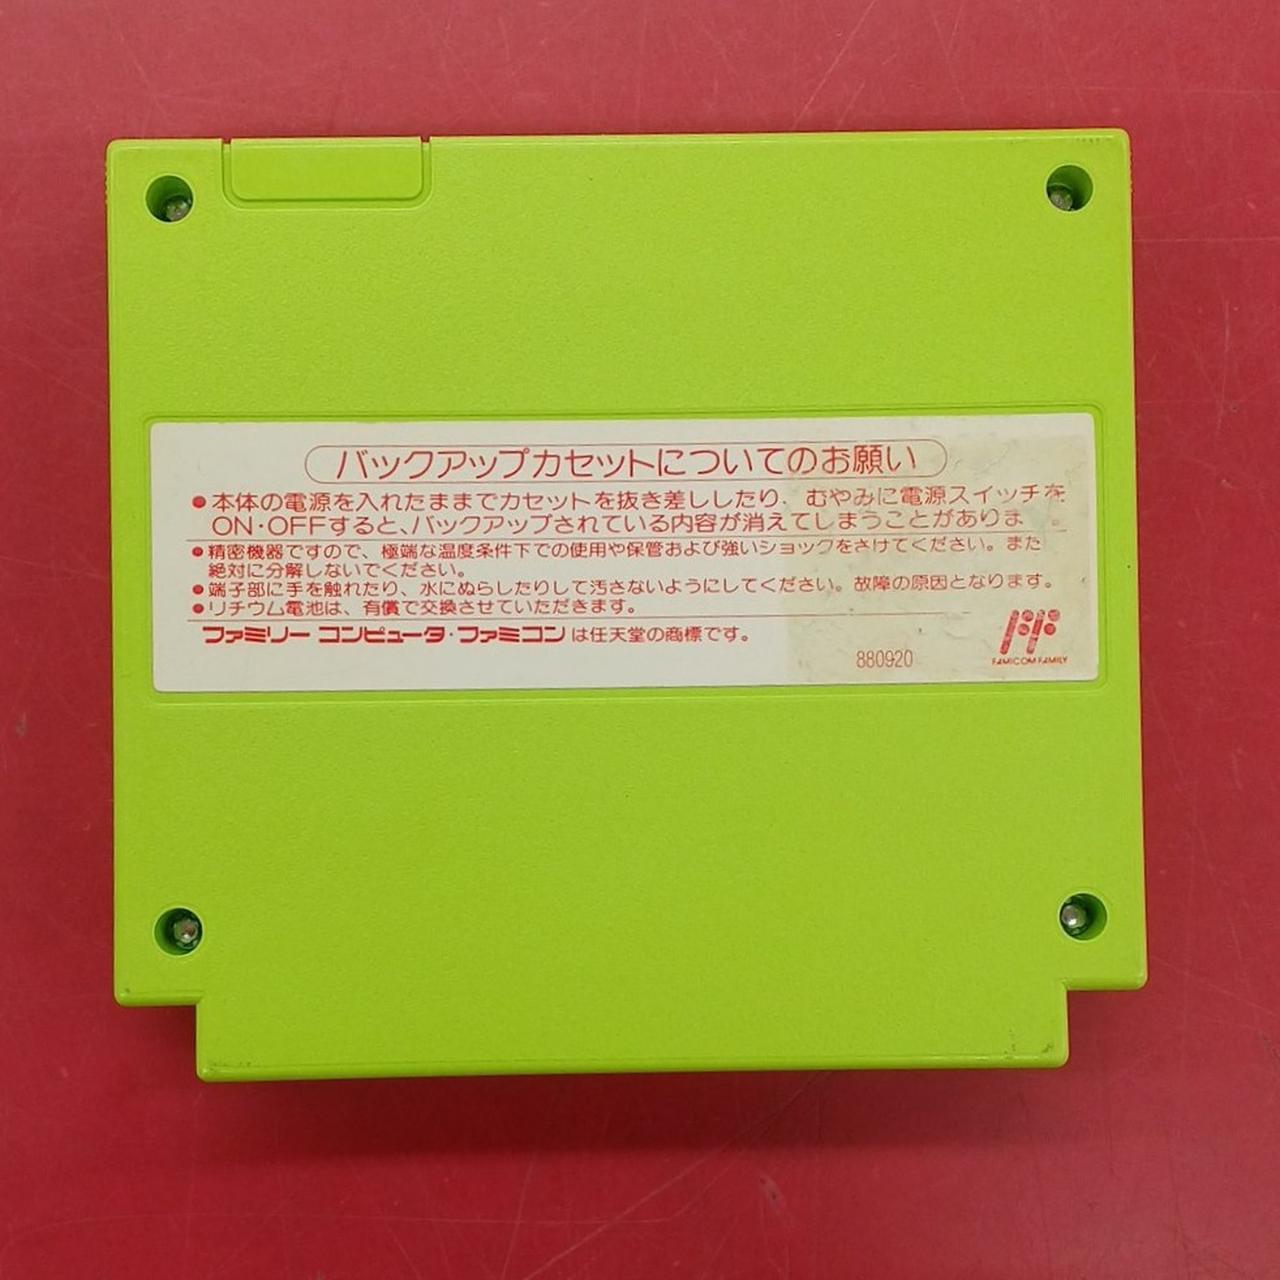 バックアップカセットについてのお願い
●本体の電源を入れたままでカセットを抜き差ししたり、むやみに電源スイッチを
ON・OFFすると、バックアップされている内容が消えてしまうことがありま 。
●精密機器ですので、極端な温度条件下での使用や保管および強いショックをさけてください。また
絶対に分解しないでください。
●端子部に手を触れたり、水にぬらしたりして汚さないようにしてください。故障の原因となります。
●リチウム電池は、有償で交換させていただきます。
ファミリー コンピュータ・ファミコンは任天堂の商標です。
880920
FAMICOM FAMILY